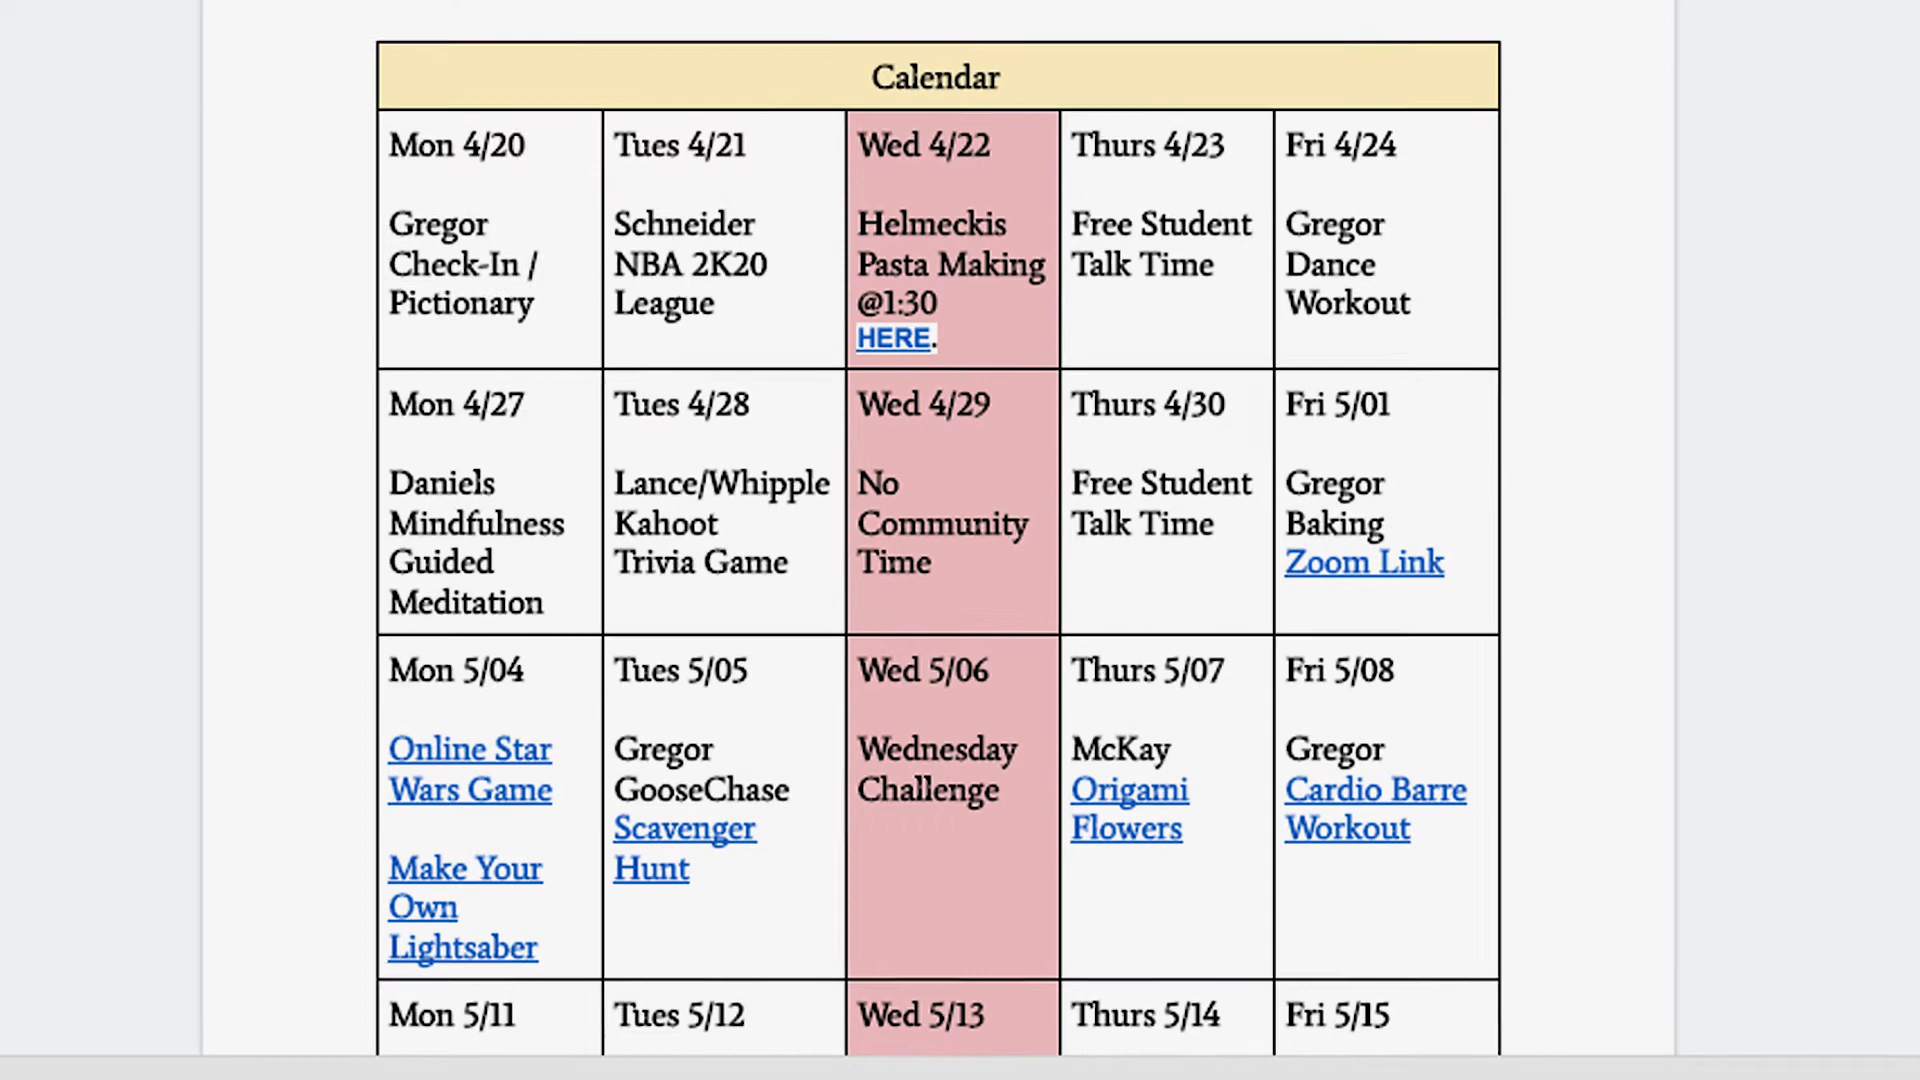 Calendar
Mon 4/20
Gregor
Check-In /
Pictionary
Tues 4/21
Schneider
NBA 2K20
League
Wed 4/22
Helmeckis
Pasta Making
@1:30
HERE.
Thurs 4/23
Free Student
Talk Time
Fri 4/24
Gregor
Dance
Workout
Mon 4/27
Daniels
Mindfulness
Guided
Meditation
Tues 4/28
Lance/Whipple
Kahoot
Trivia Game
Wed 4/29
No
Community
Time
Thurs 4/30
Free Student
Talk Time
Fri 5/01
Gregor
Baking
Zoom Link
Mon 5/04
Online Star
Wars Game
Make Your
Own
Lightsaber
Tues 5/05
Gregor
GooseChase
Scavenger
Hunt
Wed 5/06
Wednesday
Challenge
Thurs 5/07
McKay
Origami
Flowers
Fri 5/08
Gregor
Cardio Barre
Workout
Mon 5/11
Tues 5/12
Wed 5/13
Thurs 5/14
Fri 5/15